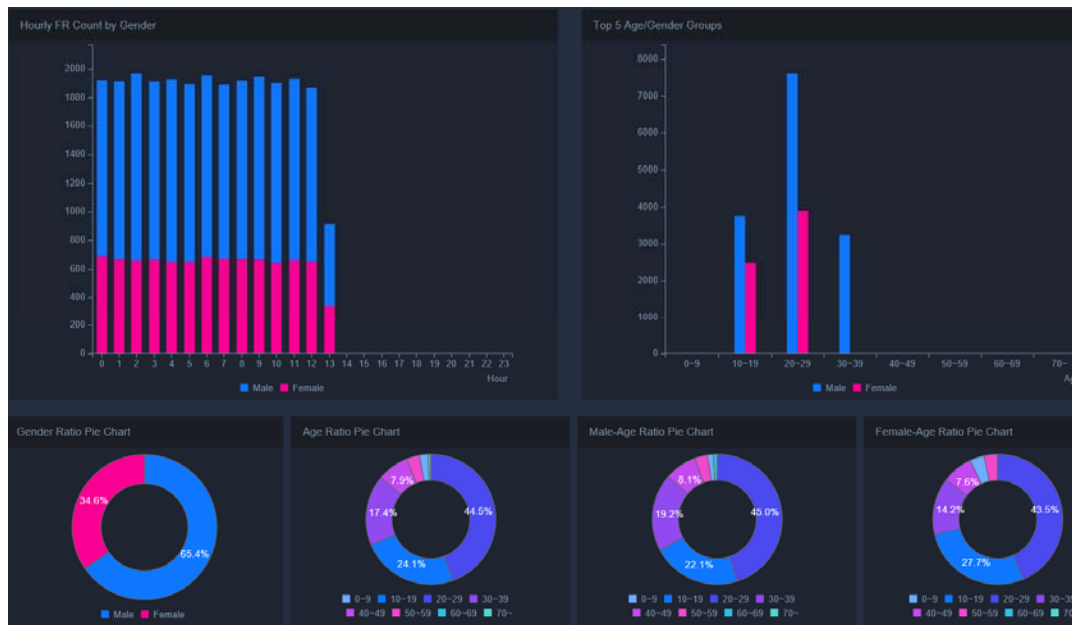 Hourly FR Count by Gender
2000
1800
1600
1400
1200
1000
800
600
400
200
0
0 1 2 3 4 5 6 7 8 9 10 11 12 13 14 15 16 17 18 19 20 21 22 23
Hour
Male Female
Top 5 Age/Gender Groups
8000
7000
6000
5000
4000
3000
2000
1000
0
0~9 10~19 20~29 30~39 40~49 50~59 60~69 70~
Ag
Male Female
Gender Ratio Pie Chart
34.6%
65.4%
Male Female
Age Ratio Pie Chart
7.9%
17.4%
44.5%
24.1%
0~9 10~19 20~29 30~39
40~49 50~59 60~69 70~
Male-Age Ratio Pie Chart
8.1%
19.2%
45.0%
22.1%
0~9 10~19 20~29 30~39
40~49 50~59 60~69 70~
Female-Age Ratio Pie Chart
7.6%
14.2%
43.5%
27.7%
0~9 10~19 20~29 30~39
40~49 50~59 60~69 70